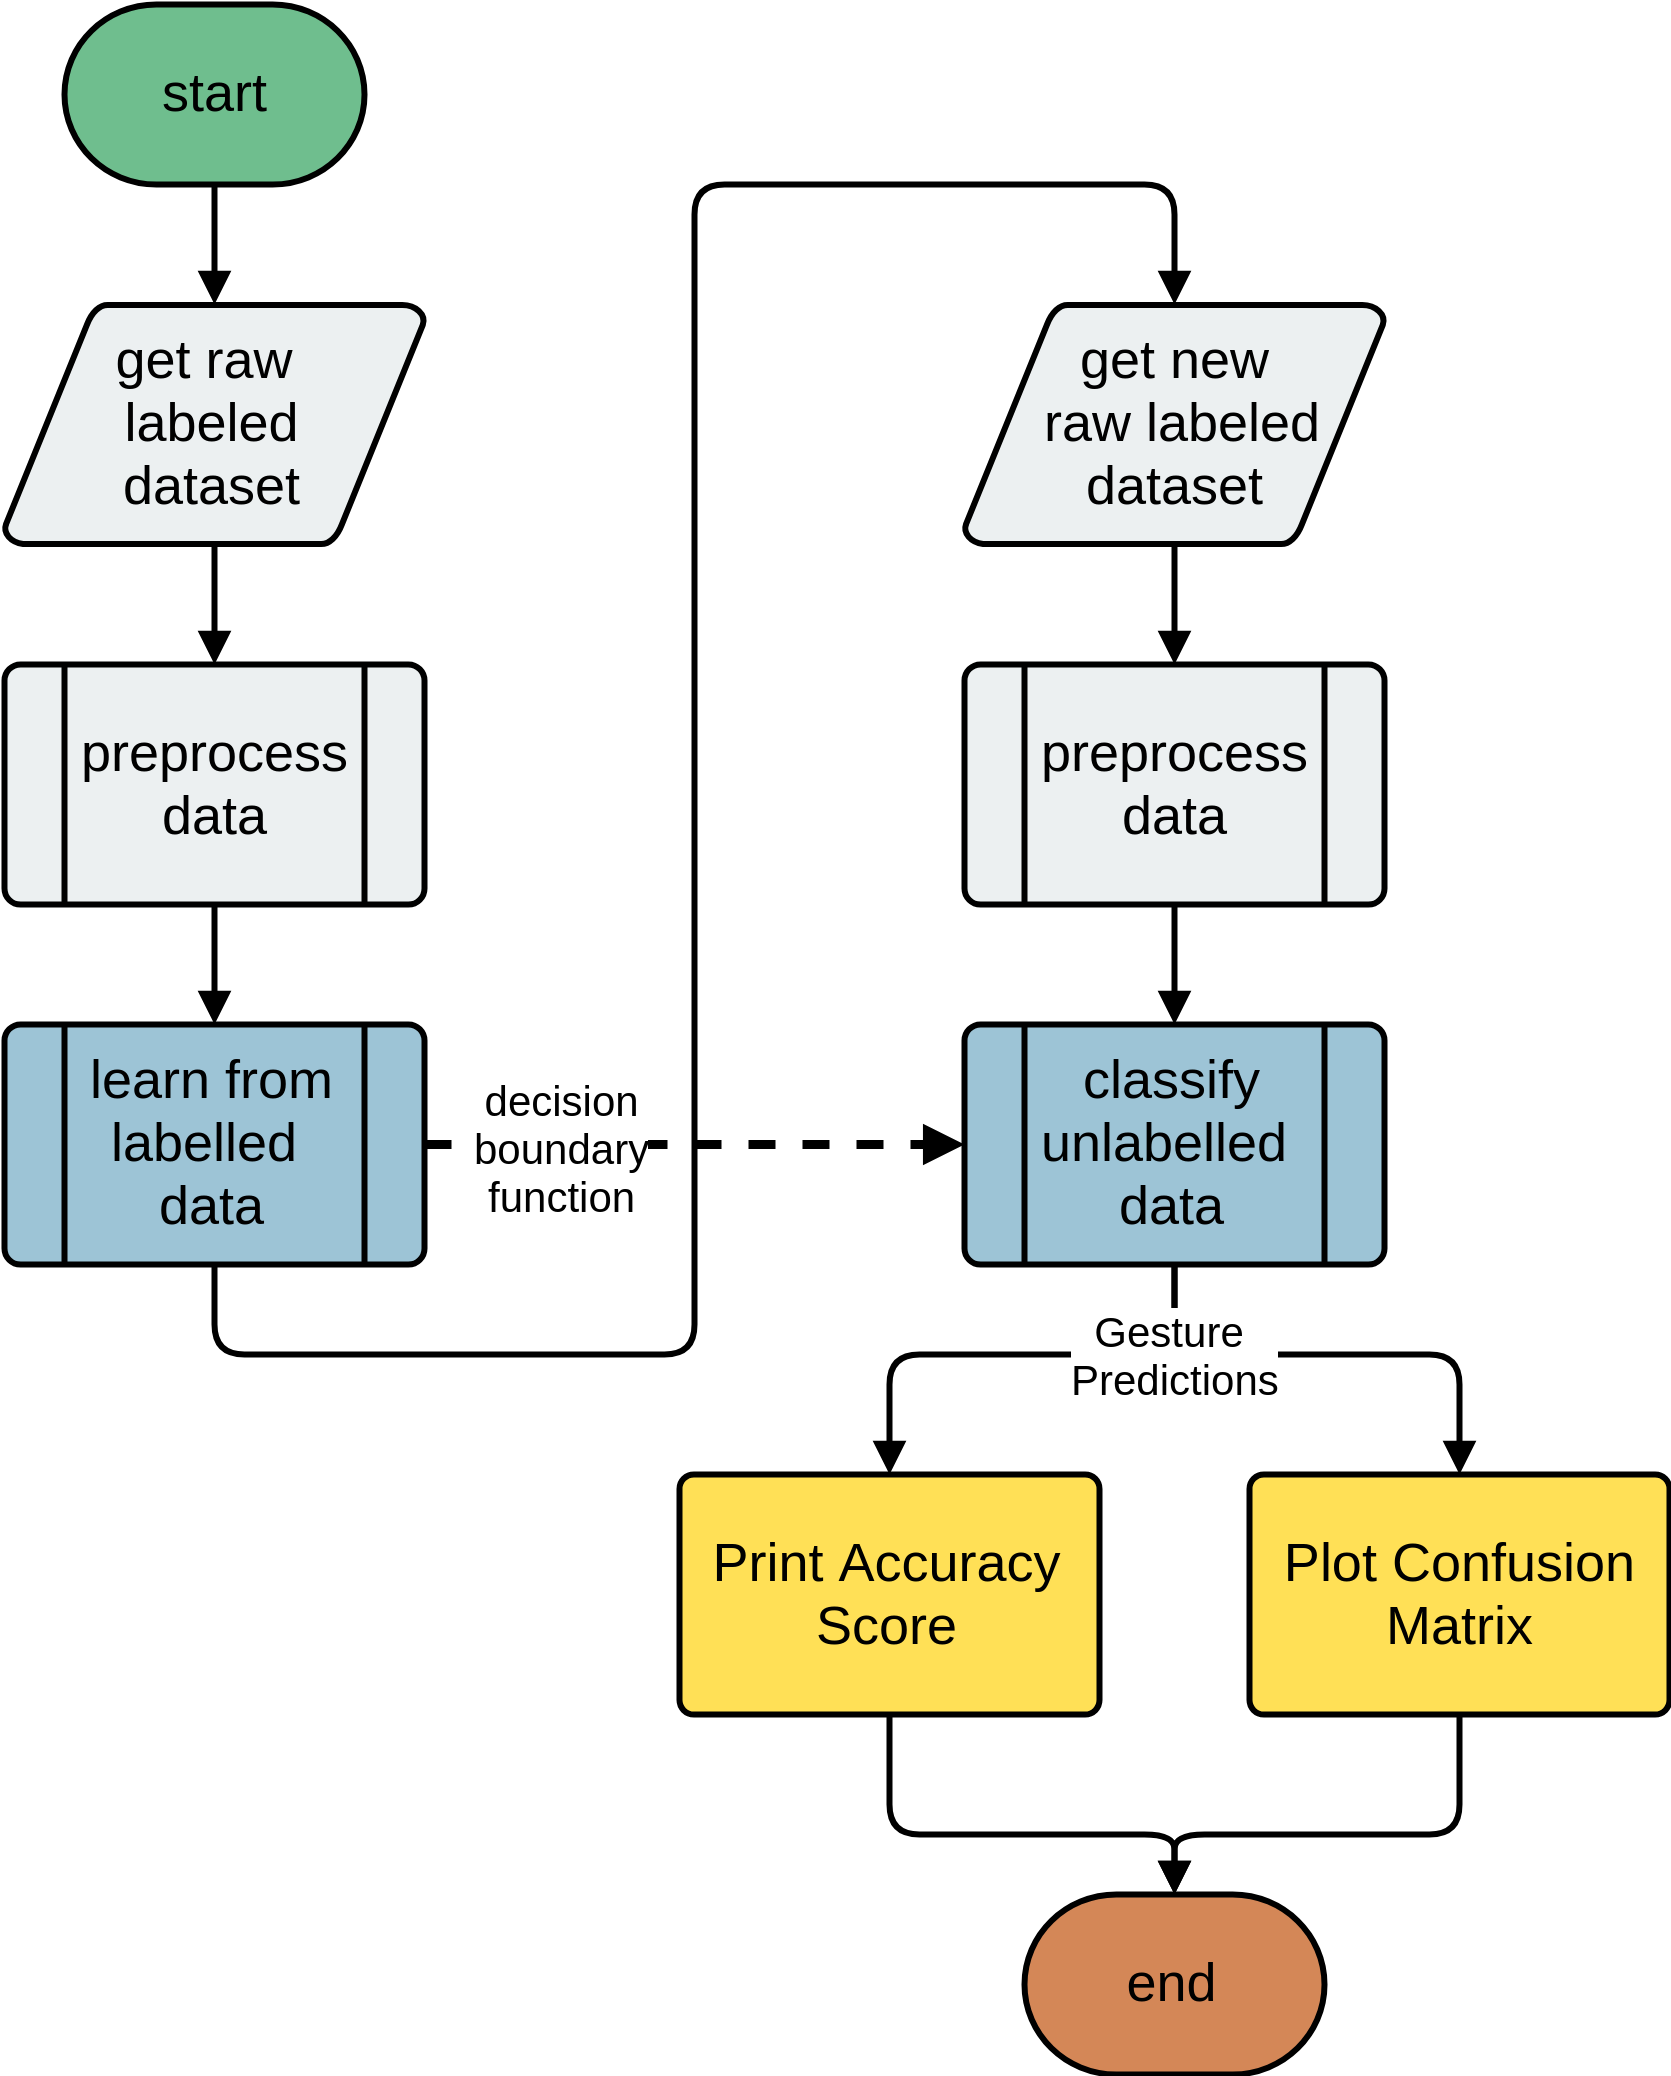 start
get raw
labeled
dataset
preprocess
data
learn from
labelled
data
decision
boundary
function
get new
raw labeled
dataset
preprocess
data
classify
unlabelled
data
Gesture
Predictions
Print Accuracy
Score
Plot Confusion
Matrix
end